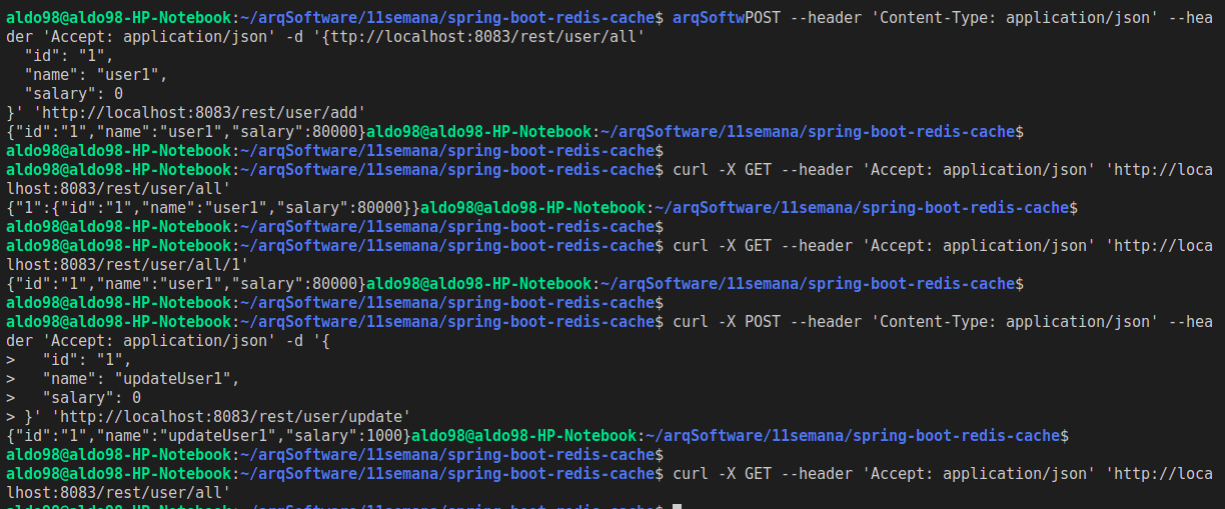 aldo98@aldo98-HP-Notebook:~/arqSoftware/11semana/spring-boot-redis-cache$ arqSoftwPOST --header 'Content-Type: application/json' --hea
der 'Accept: application/json' -d '{ttp://localhost:8083/rest/user/all'
  "id": "1",
  "name": "user1",
  "salary": 0
}' 'http://localhost:8083/rest/user/add'
{"id":"1","name":"user1","salary":80000}aldo98@aldo98-HP-Notebook:~/arqSoftware/11semana/spring-boot-redis-cache$
aldo98@aldo98-HP-Notebook:~/arqSoftware/11semana/spring-boot-redis-cache$
aldo98@aldo98-HP-Notebook:~/arqSoftware/11semana/spring-boot-redis-cache$ curl -X GET --header 'Accept: application/json' 'http://loca
lhost:8083/rest/user/all'
{"1":{"id":"1","name":"user1","salary":80000}}aldo98@aldo98-HP-Notebook:~/arqSoftware/11semana/spring-boot-redis-cache$
aldo98@aldo98-HP-Notebook:~/arqSoftware/11semana/spring-boot-redis-cache$
aldo98@aldo98-HP-Notebook:~/arqSoftware/11semana/spring-boot-redis-cache$ curl -X GET --header 'Accept: application/json' 'http://loca
lhost:8083/rest/user/all/1'
{"id":"1","name":"user1","salary":80000}aldo98@aldo98-HP-Notebook:~/arqSoftware/11semana/spring-boot-redis-cache$
aldo98@aldo98-HP-Notebook:~/arqSoftware/11semana/spring-boot-redis-cache$
aldo98@aldo98-HP-Notebook:~/arqSoftware/11semana/spring-boot-redis-cache$ curl -X POST --header 'Content-Type: application/json' --hea
der 'Accept: application/json' -d '{
>   "id": "1",
>   "name": "updateUser1",
>   "salary": 0
> }' 'http://localhost:8083/rest/user/update'
{"id":"1","name":"updateUser1","salary":1000}aldo98@aldo98-HP-Notebook:~/arqSoftware/11semana/spring-boot-redis-cache$
aldo98@aldo98-HP-Notebook:~/arqSoftware/11semana/spring-boot-redis-cache$
aldo98@aldo98-HP-Notebook:~/arqSoftware/11semana/spring-boot-redis-cache$ curl -X GET --header 'Accept: application/json' 'http://loca
lhost:8083/rest/user/all'